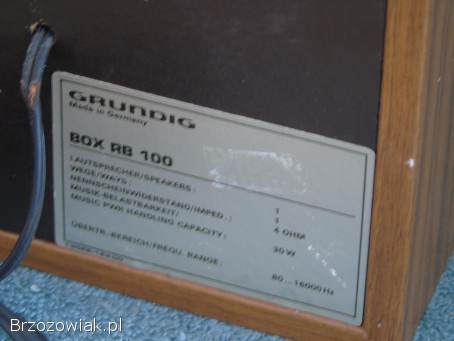 GRUNDIG
Made in Germany
BOX RB 100
LAUTSPRECHER/SPEAKERS: 1
WEGE/WAYS 1
NENNSCHEINWIDERSTAND/IMPED.: 4 OHM
MUSIK-BELASTBARKEIT/
MUSIC PWR HANDLING CAPACITY: 30 W
ÜBERTR.-BEREICH/FREQU. RANGE: 80...16000 Hz
Brzozowiak.pl